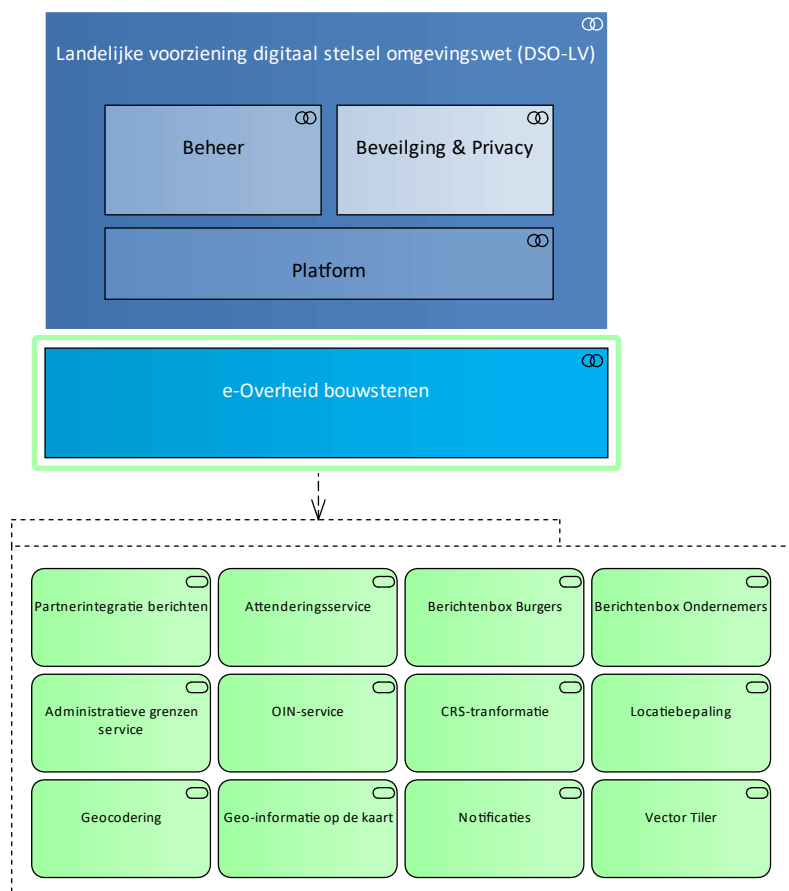 Landelijke voorziening digitaal stelsel omgevingswet (DSO-LV)
Beheer
Beveilging & Privacy
Platform
e-Overheid bouwstenen
Partnerintegratie berichten
Attenderingsservice
Berichtenbox Burgers
Berichtenbox Ondernemers
Administratieve grenzen
service
OIN-service
CRS-tranformatie
Locatiebepaling
Geocodering
Geo-informatie op de kaart
Notificaties
Vector Tiler